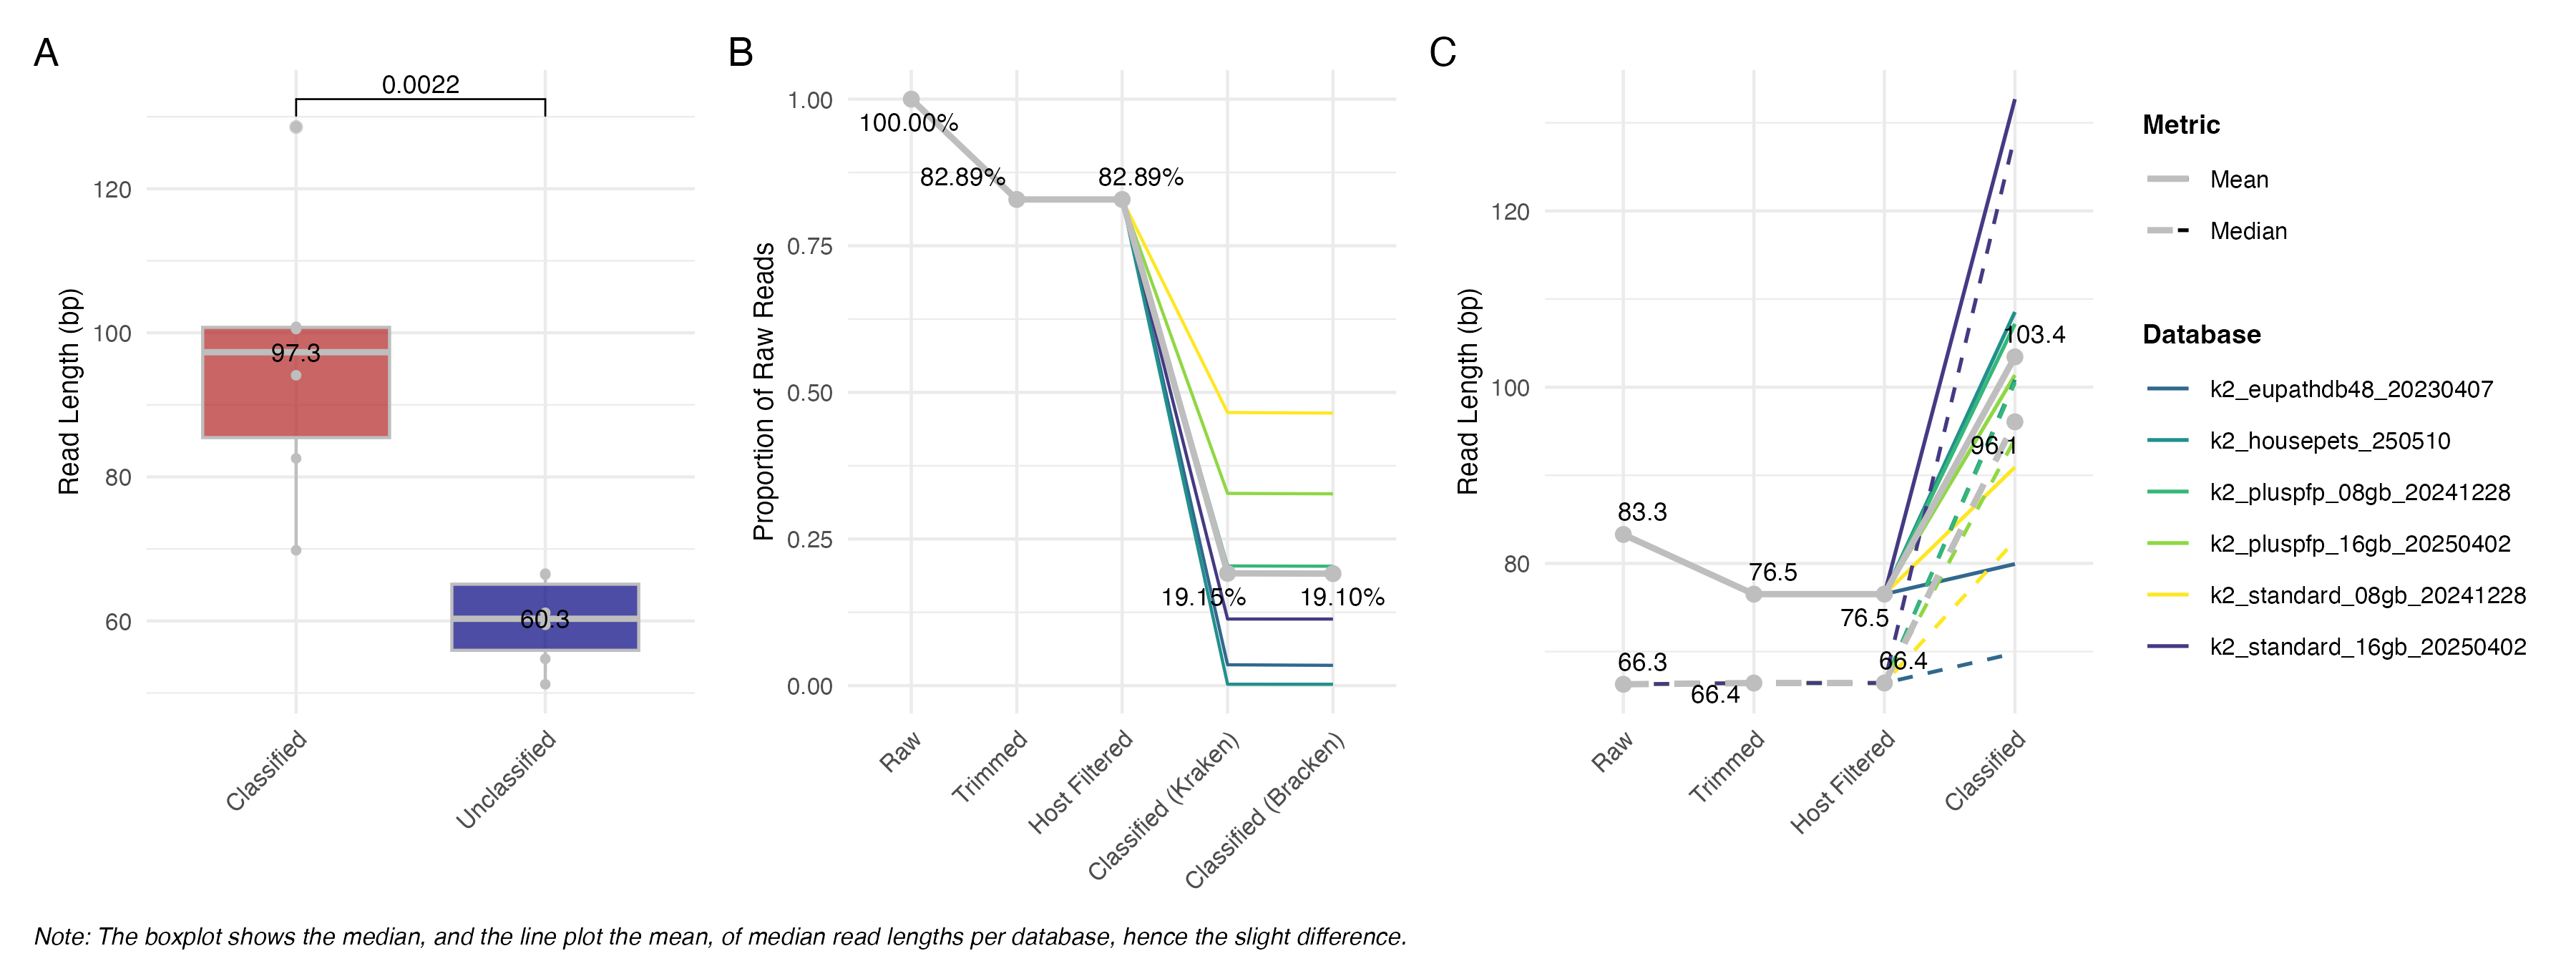 A
0.0022
120
100
80
60
Read Length (bp)
97.3
60.3
Classified
Unclassified
B
1.00
0.75
0.50
0.25
0.00
Proportion of Raw Reads
100.00%
82.89%
82.89%
19.15%
19.10%
Raw
Trimmed
Host Filtered
Classified (Kraken)
Classified (Bracken)
C
120
100
80
Read Length (bp)
83.3
76.5
76.5
103.4
96.1
66.3
66.4
66.4
Raw
Trimmed
Host Filtered
Classified
Metric
Mean
Median
Database
k2_eupathdb48_20230407
k2_housepets_250510
k2_pluspfp_08gb_20241228
k2_pluspfp_16gb_20250402
k2_standard_08gb_20241228
k2_standard_16gb_20250402
Note: The boxplot shows the median, and the line plot the mean, of median read lengths per database, hence the slight difference.